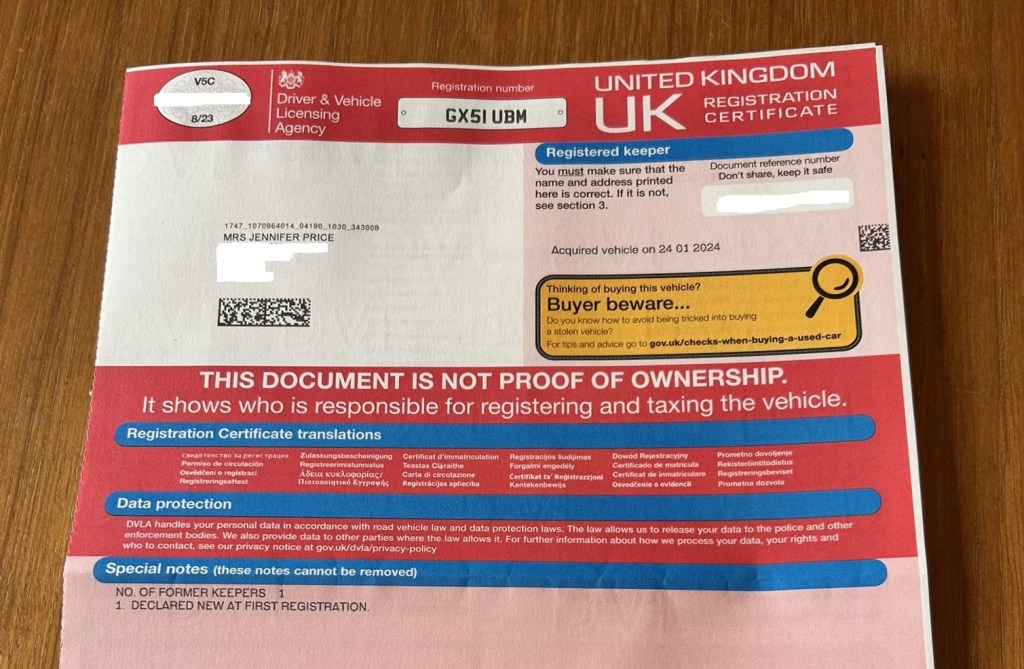 V5C
8/23
Driver & Vehicle
Licensing
Agency
Registration number
GX51 UBM
UNITED KINGDOM
UK
REGISTRATION
CERTIFICATE
Registered keeper
You must make sure that the
name and address printed
here is correct. If it is not,
see section 3.
Document reference number
Don't share, keep it safe
1747_1070964014_04190_1030_343008
MRS JENNIFER PRICE
Acquired vehicle on 24 01 2024
Thinking of buying this vehicle?
Buyer beware...
Do you know how to avoid being tricked into buying
a stolen vehicle?
For tips and advice go to gov.uk/checks-when-buying-a-used-car
THIS DOCUMENT IS NOT PROOF OF OWNERSHIP.
It shows who is responsible for registering and taxing the vehicle.
Registration Certificate translations
свидетелство за регистрация
Permiso de circulación
Osvědčení o registraci
Registreringsattest
Zulassungsbescheinigung
Registreerimistunnistus
Άδεια κυκλοφορίας/
Πιστοποιητικό Εγγραφής
Certificat d'immatriculation
Teastas Cláraithe
Carta di circolazione
Reģistrācijas apliecība
Registracijos liudijimas
Forgalmi engedély
Ċertifikat ta' Reġistrazzjoni
Kentekenbewijs
Dowód Rejestracyjny
Certificado de matrícula
Certificat de inmatriculare
Osvedčenie o evidencii
Prometno dovoljenje
Rekisteröintitodistus
Registreringsbeviset
Prometna dozvola
Data protection
DVLA handles your personal data in accordance with road vehicle law and data protection laws. The law allows us to release your data to the police and other
enforcement bodies. We also provide data to other parties where the law allows it. For further information about how we process your data, your rights and
who to contact, see our privacy notice at gov.uk/dvla/privacy-policy
Special notes (these notes cannot be removed)
NO. OF FORMER KEEPERS 1
1. DECLARED NEW AT FIRST REGISTRATION.